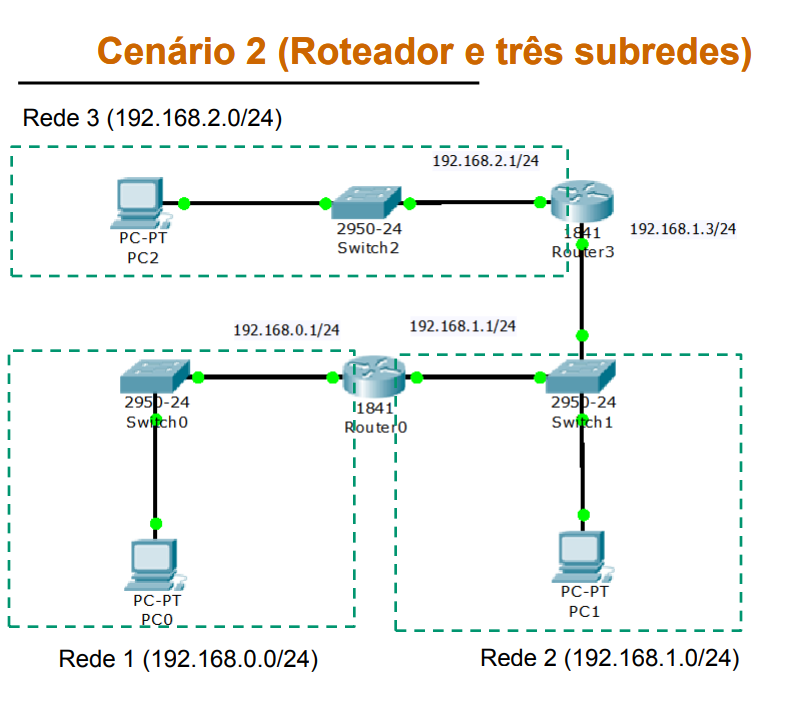 Cenário 2 (Roteador e três subredes)
Rede 3 (192.168.2.0/24)
192.168.2.1/24
PC-PT
PC2
2950-24
Switch2
1841
Router3
192.168.1.3/24
192.168.0.1/24
192.168.1.1/24
2950-24
Switch0
1841
Router0
2950-24
Switch1
PC-PT
PC0
PC-PT
PC1
Rede 1 (192.168.0.0/24)
Rede 2 (192.168.1.0/24)